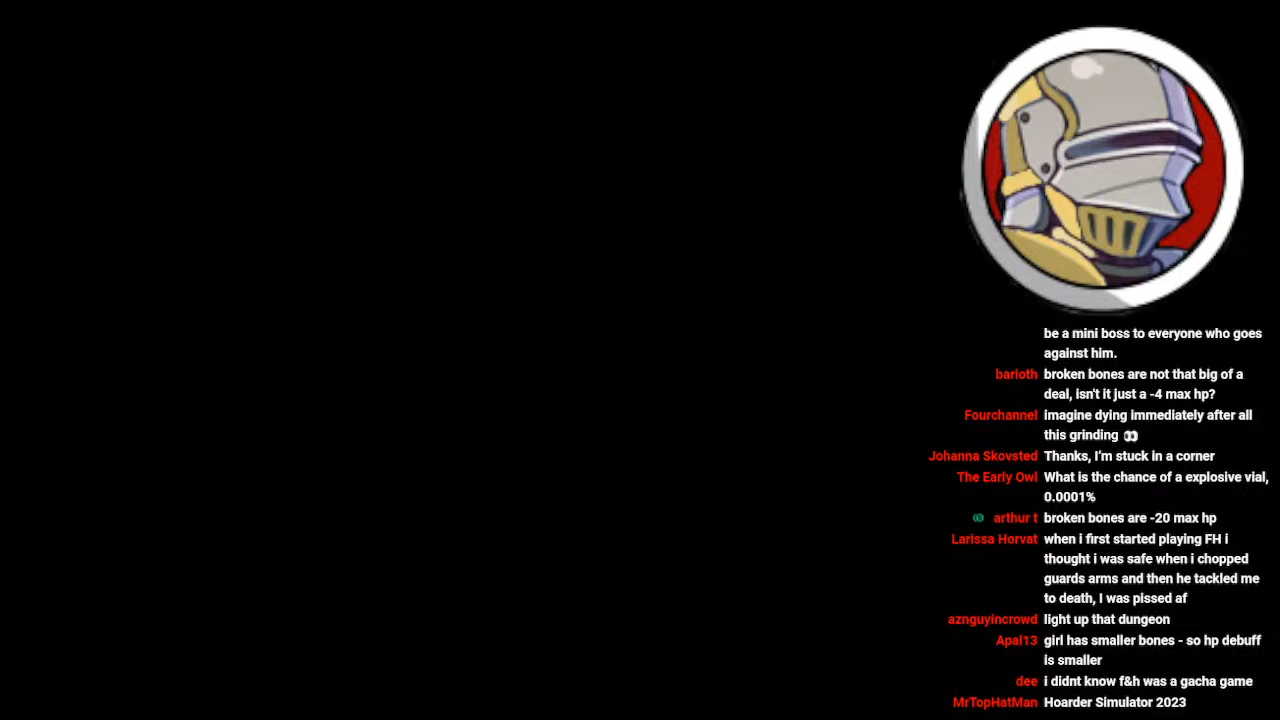 be a mini boss to everyone who goes
against him.
barioth broken bones are not that big of a
deal, isn't it just a -4 max hp?
Fourchannel imagine dying immediately after all
this grinding 👀
Johanna Skovsted Thanks, I'm stuck in a corner
The Early Owl What is the chance of a explosive vial,
0.0001%
arthur t broken bones are -20 max hp
Larissa Horvat when i first started playing FH i
thought i was safe when i chopped
guards arms and then he tackled me
to death, I was pissed af
aznguyincrowd light up that dungeon
Apal13 girl has smaller bones - so hp debuff
is smaller
dee i didnt know f&h was a gacha game
MrTopHatMan Hoarder Simulator 2023